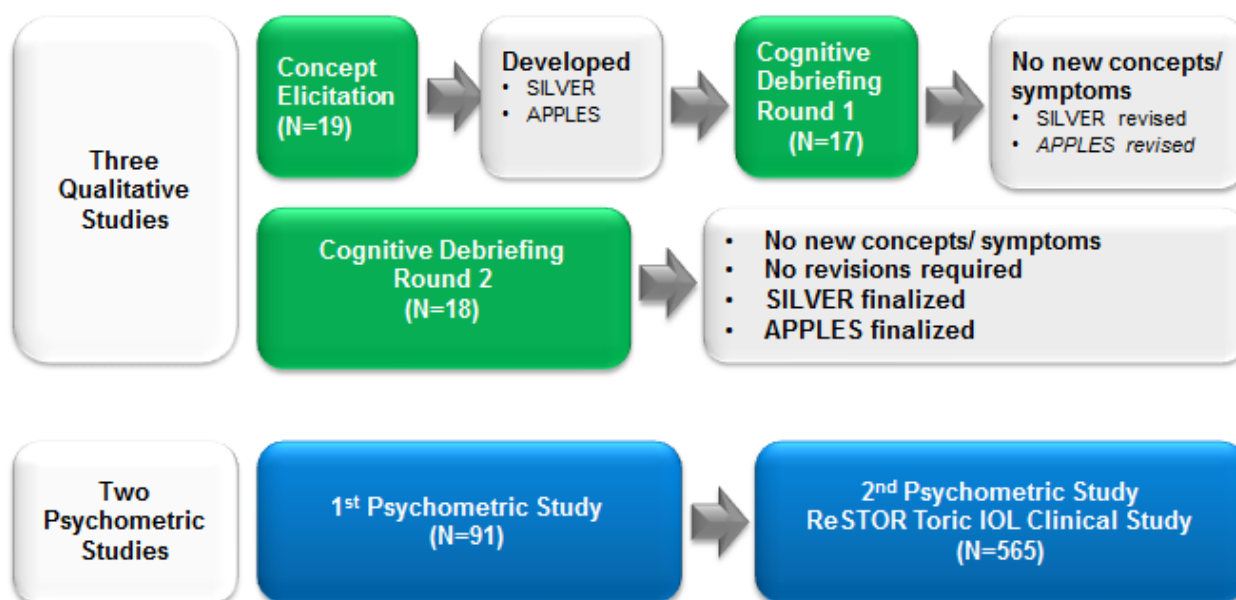 Three
Qualitative
Studies
Concept
Elicitation
(N=19)
Developed
• SILVER
• APPLES
Cognitive
Debriefing
Round 1
(N=17)
No new concepts/
symptoms
• SILVER revised
• APPLES revised
Cognitive Debriefing
Round 2
(N=18)
• No new concepts/ symptoms
• No revisions required
• SILVER finalized
• APPLES finalized
Two
Psychometric
Studies
1st Psychometric Study
(N=91)
2nd Psychometric Study
ReSTOR Toric IOL Clinical Study
(N=565)